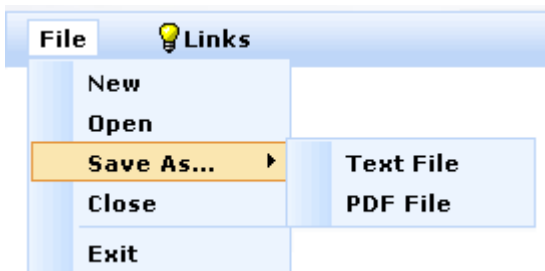 File Links
New
Open
Save As...
Text File
Close
PDF File
Exit